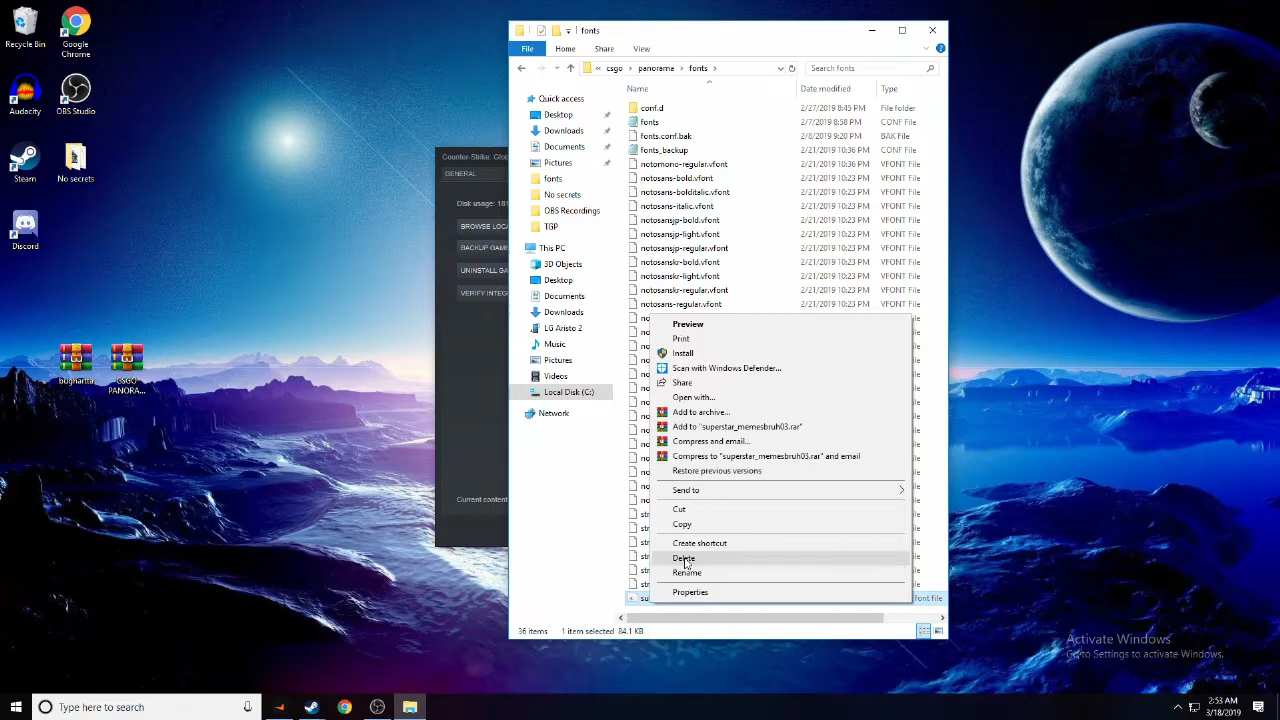 Recycle Bin
Google Chrome
Audacity
OBS Studio
Steam
No secrets
Discord
bughartta
GSGO PANORA...
Counter-Strike: Glo
GENERAL
Disk usage: 18
BROWSE LOCA
BACKUP GAME
UNINSTALL GA
VERIFY INTEG
Current content
fonts
File Home Share View
« csgo › panorama › fonts ›
Search fonts
Name Date modified Type
Quick access
Desktop
Downloads
Documents
Pictures
fonts
No secrets
OBS Recordings
TGP
This PC
3D Objects
Desktop
Documents
Downloads
LG Aristo 2
Music
Pictures
Videos
Local Disk (C:)
Network
conf.d 2/27/2019 8:45 PM File folder
fonts 2/7/2019 8:58 PM CONF File
fonts.conf.bak 2/6/2019 9:20 PM BAK File
fonts_backup 2/21/2019 10:36 PM CONF File
notomono-regular.vfont 2/21/2019 10:36 PM VFONT File
notosans-bold.vfont 2/21/2019 10:23 PM VFONT File
notosans-bolditalic.vfont 2/21/2019 10:23 PM VFONT File
notosans-italic.vfont 2/21/2019 10:23 PM VFONT File
notosansjp-bold.vfont 2/21/2019 10:23 PM VFONT File
notosansjp-light.vfont 2/21/2019 10:23 PM VFONT File
notosansjp-regular.vfont 2/21/2019 10:23 PM VFONT File
notosanskr-bold.vfont 2/21/2019 10:23 PM VFONT File
notosanskr-light.vfont 2/21/2019 10:23 PM VFONT File
notosanskr-regular.vfont 2/21/2019 10:23 PM VFONT File
notosans-regular.vfont 2/21/2019 10:23 PM VFONT File
Preview
Print
Install
Scan with Windows Defender...
Share
Open with...
Add to archive...
Add to "superstar_memesbruh03.rar"
Compress and email...
Compress to "superstar_memesbruh03.rar" and email
Restore previous versions
Send to
Cut
Copy
Create shortcut
Delete
Rename
Properties
su font file
36 items 1 item selected 84.1 KB
Activate Windows
Go to Settings to activate Windows.
Type here to search
2:53 AM
3/18/2019